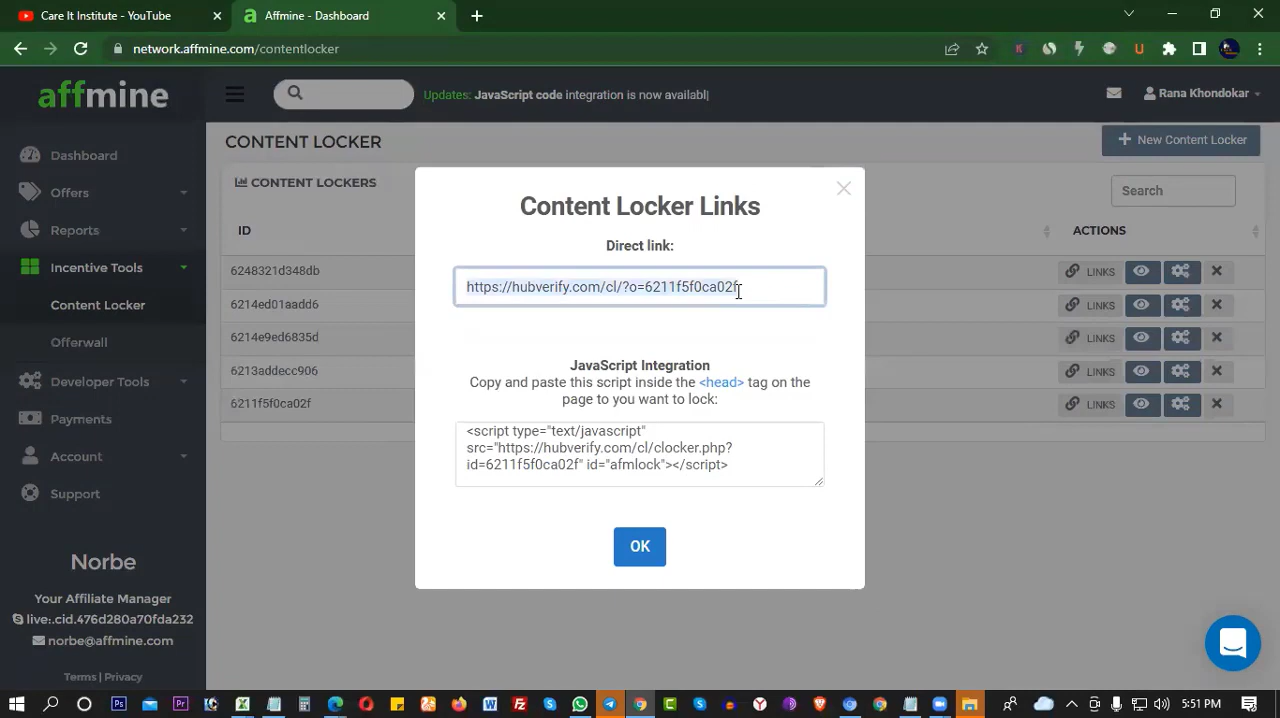 Care It Institute - YouTube
Affmine - Dashboard
network.affmine.com/contentlocker
affmine
Updates: JavaScript code integration is now availabl|
Rana Khondokar
Dashboard
Offers
Reports
Incentive Tools
Content Locker
Offerwall
Developer Tools
Payments
Account
Support
Norbe
Your Affiliate Manager
live:.cid.476d280a70fda232
norbe@affmine.com
Terms | Privacy
CONTENT LOCKER
New Content Locker
CONTENT LOCKERS
Search
ID
ACTIONS
6248321d348db
LINKS
6214ed01aadd6
LINKS
6214e9ed6835d
LINKS
6213addecc906
LINKS
6211f5f0ca02f
LINKS
Content Locker Links
Direct link:
https://hubverify.com/cl/?o=6211f5f0ca02f
JavaScript Integration
Copy and paste this script inside the <head> tag on the
page to you want to lock:
<script type="text/javascript"
src="https://hubverify.com/cl/clocker.php?
id=6211f5f0ca02f" id="afmlock"></script>
OK
5:51 PM